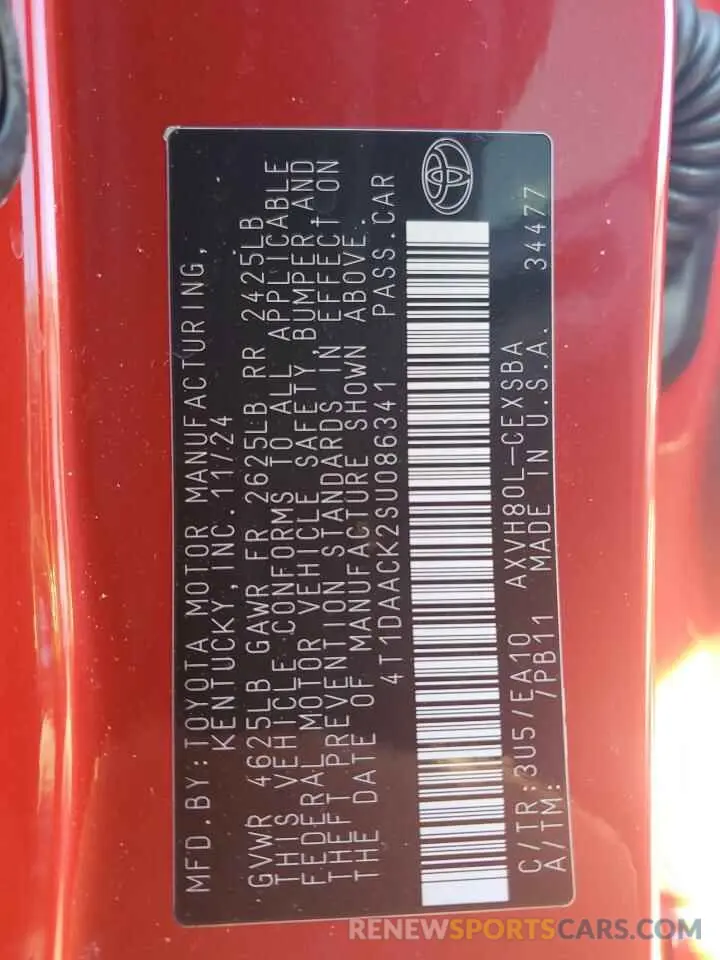 MFD.BY:TOYOTA MOTOR MANUFACTURING,
KENTUCKY,INC.11/24
GVWR 4625LB GAWR FR 2625LB RR 2425LB
THIS VEHICLE CONFORMS TO ALL APPLICABLE
FEDERAL MOTOR VEHICLE SAFETY, BUMPER, AND
THEFT PREVENTION STANDARDS IN EFFECT ON
THE DATE OF MANUFACTURE SHOWN ABOVE.
4T1DAACK2SU086341 PASS.CAR
C/TR:3U5/EA10 AXVH80L-CEXSBA
A/TM: /PB11 MADE IN U.S.A. 34477
RENEWSPORTSCARS.COM